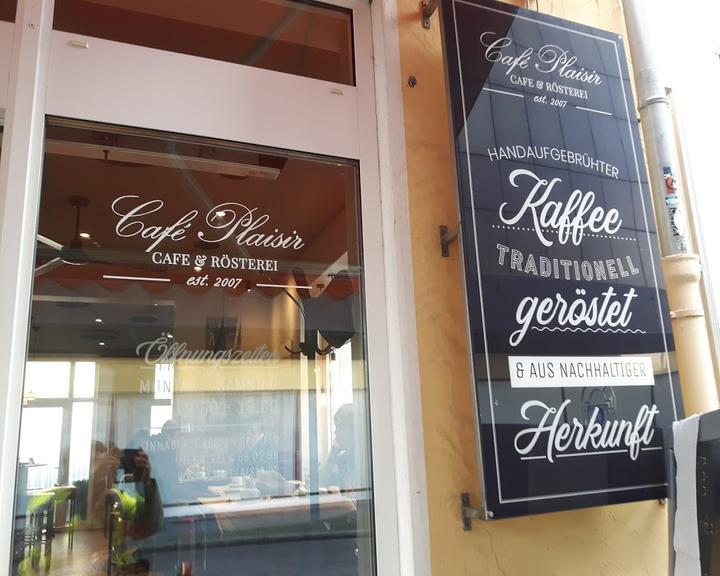 Café Plaisir
CAFE & RÖSTEREI
est. 2007
Öffnungszeiten
Café Plaisir
CAFE & RÖSTEREI
est. 2007
HANDAUFGEBRÜHTER
Kaffee
TRADITIONELL
geröstet
& AUS NACHHALTIGER
Herkunft